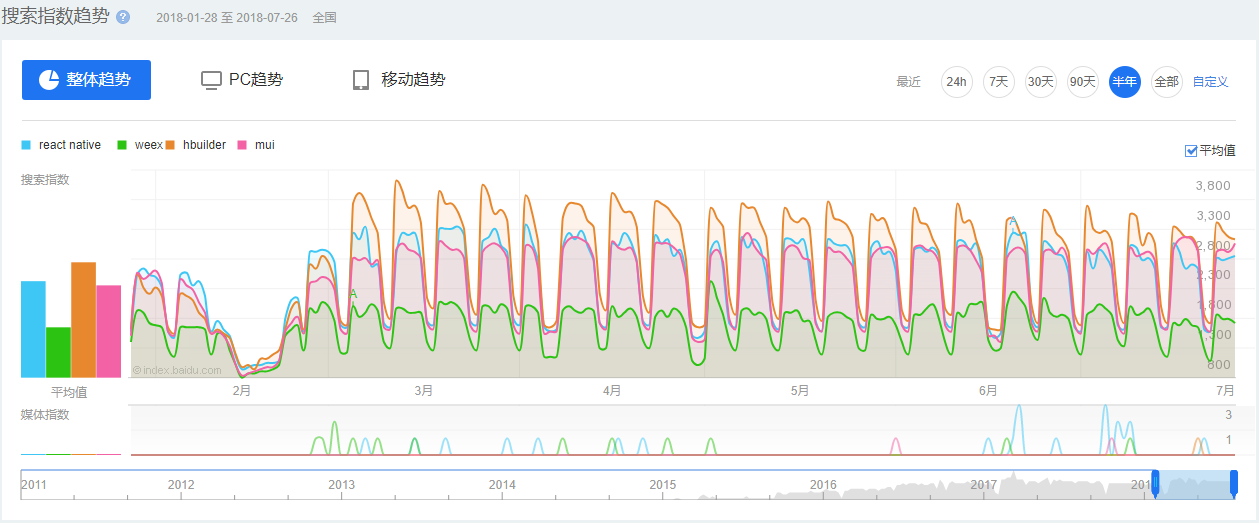 搜索指数趋势 ? 2018-01-28 至 2018-07-26 全国
整体趋势 PC趋势 移动趋势 最近 24h 7天 30天 90天 半年 全部 自定义
react native weex hbuilder mui
平均值
搜索指数
3,800
3,300
2,800
2,300
1,800
1,300
800
A
A
©index.baidu.com
平均值 2月 3月 4月 5月 6月 7月
媒体指数
3
1
2011 2012 2013 2014 2015 2016 2017